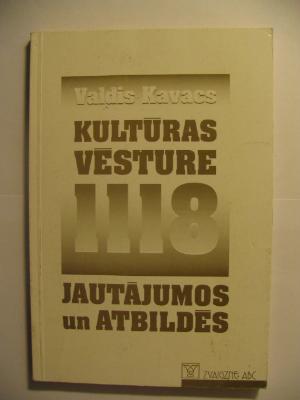 Valdis Kavacs
KULTŪRAS
VĒSTURE
1118
JAUTĀJUMOS
un ATBILDĒS
ZVAIGZNE ABC